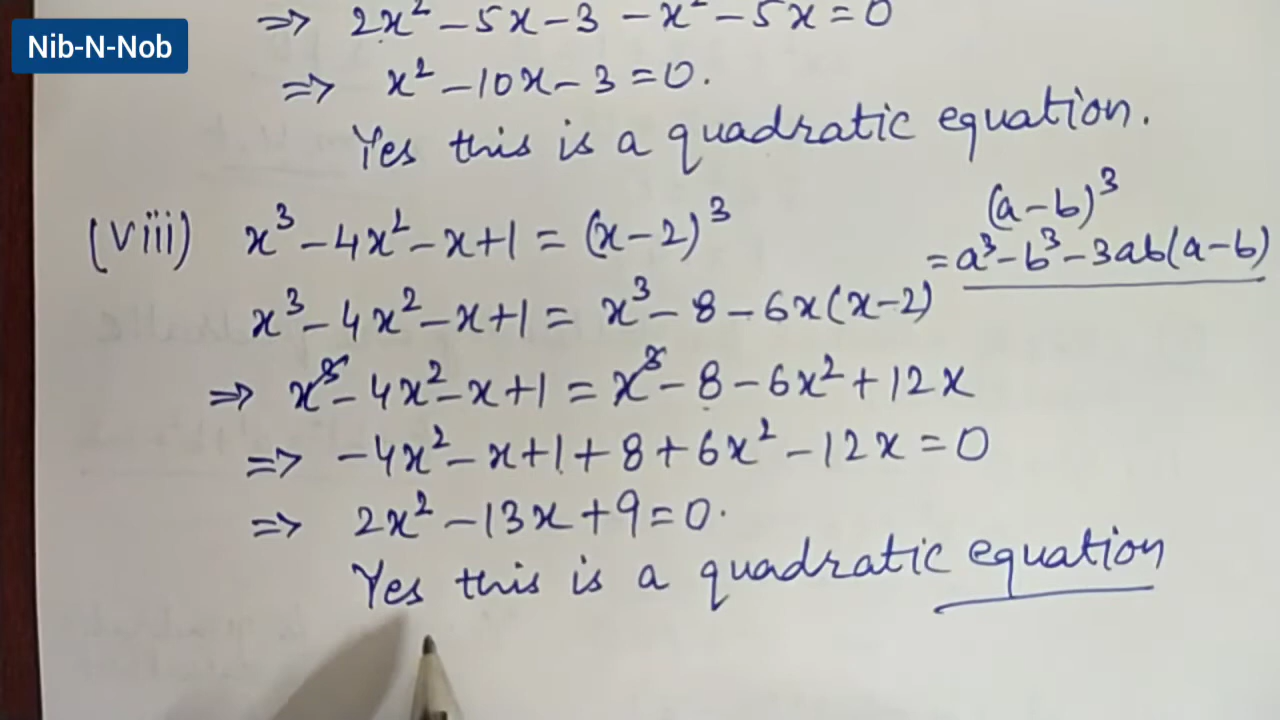 Nib-N-Nob
⇒ 2x² – 5x – 3 – x² – 5x = 0
⇒ x² – 10x – 3 = 0.
Yes this is a quadratic equation.
(viii) x³ – 4x² – x + 1 = (x – 2)³
(a – b)³
= a³ – b³ – 3ab(a – b)
x³ – 4x² – x + 1 = x³ – 8 – 6x(x – 2)
⇒ x³ – 4x² – x + 1 = x³ – 8 – 6x² + 12x
⇒ – 4x² – x + 1 + 8 + 6x² – 12x = 0
⇒ 2x² – 13x + 9 = 0.
Yes this is a quadratic equation